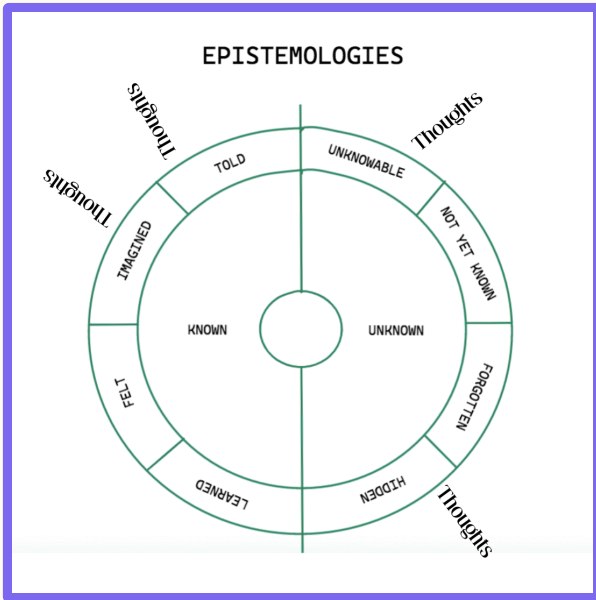 EPISTEMOLOGIES
Thoughts
Thoughts
Thoughts
TOLD
UNKNOWABLE
IMAGINED
NOT YET KNOWN
KNOWN
UNKNOWN
FELT
FORGOTTEN
LEARNED
HIDDEN
Thoughts